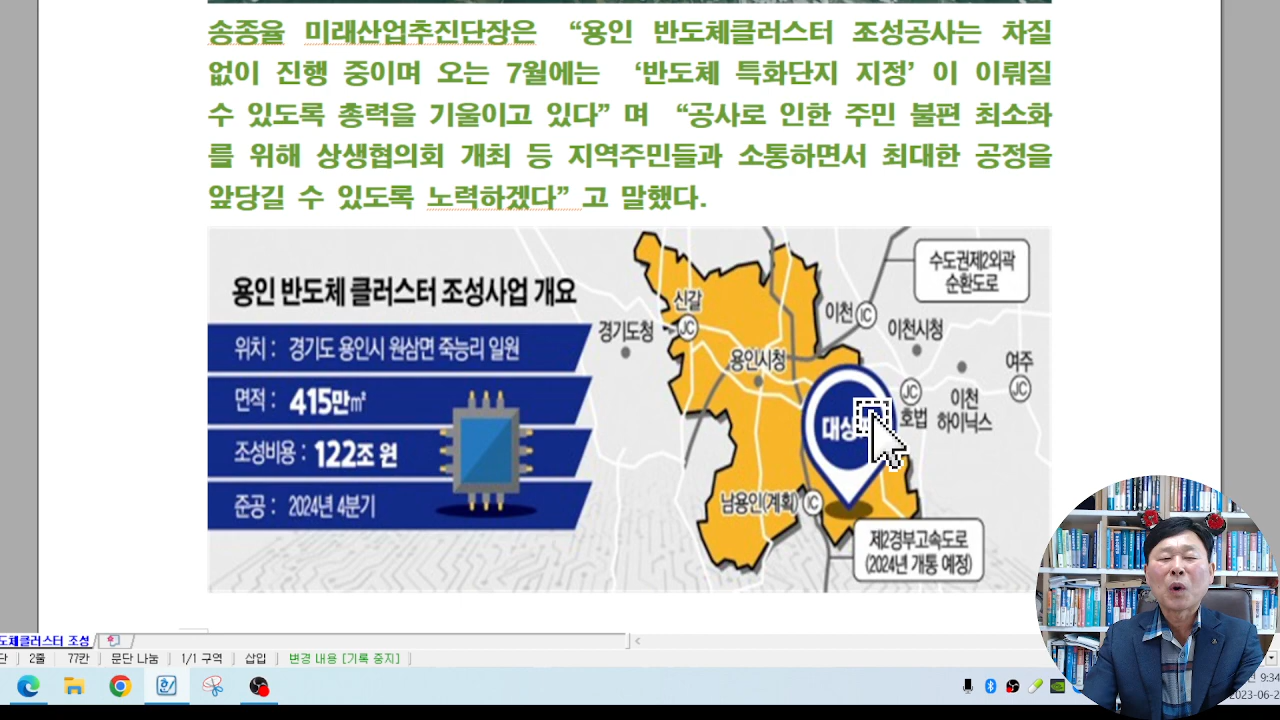 송종율 미래산업추진단장은 “용인 반도체클러스터 조성공사는 차질
없이 진행 중이며 오는 7월에는 ‘반도체 특화단지 지정’ 이 이뤄질
수 있도록 총력을 기울이고 있다” 며 “공사로 인한 주민 불편 최소화
를 위해 상생협의회 개최 등 지역주민들과 소통하면서 최대한 공정을
앞당길 수 있도록 노력하겠다” 고 말했다.
용인 반도체 클러스터 조성사업 개요
위치 : 경기도 용인시 원삼면 죽능리 일원
면적 : 415만㎡
조성비용 : 122조 원
준공 : 2024년 4분기
수도권제2외곽
순환도로
신갈
JC
경기도청
이천 IC
이천시청
용인시청
여주
JC
JC
호법
이천
하이닉스
대상
남용인(계획) IC
제2경부고속도로
(2024년 개통 예정)
도체클러스터 조성
단 2줄 77칸 문단 나눔 1/1 구역 삽입 변경 내용 [기록 중지]
9:34
2023-06-2